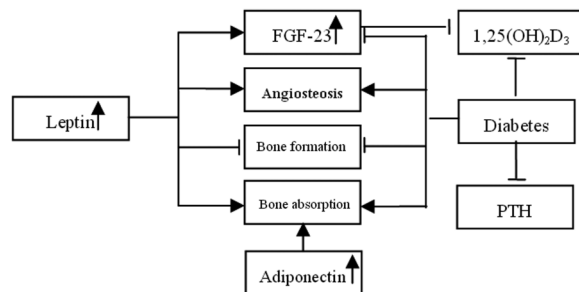 FGF-23
1,25(OH)₂D₃
Angiosteosis
Leptin
Bone formation
Diabetes
Bone absorption
PTH
Adiponectin